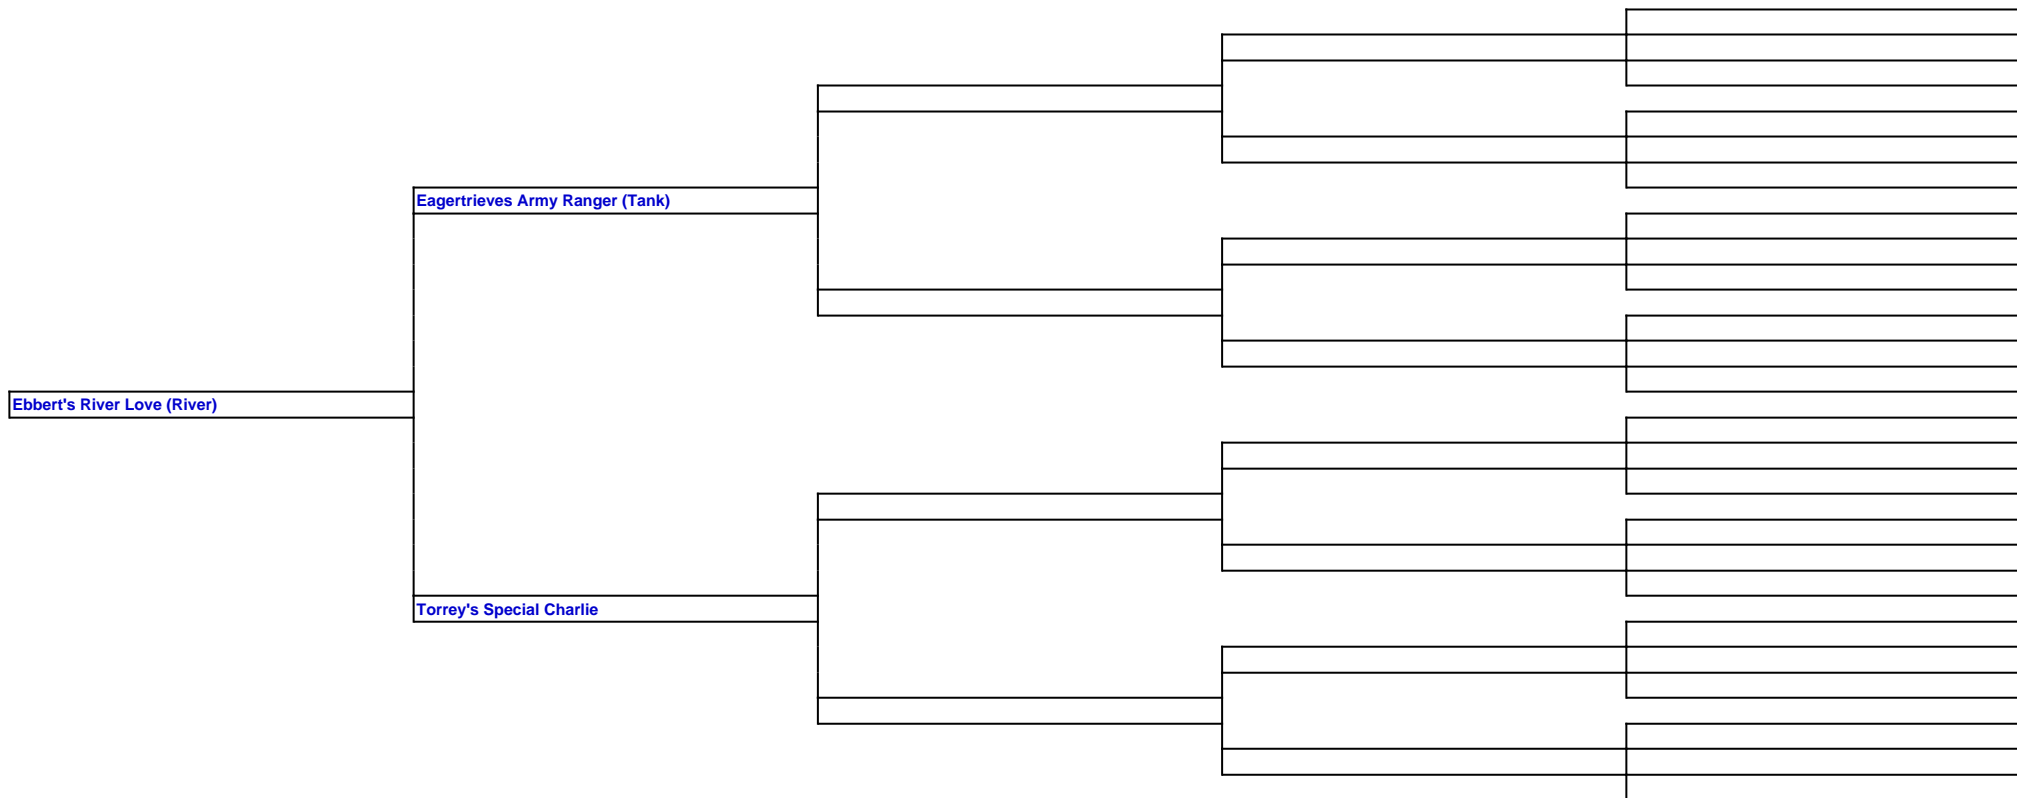 Eagertrieves Army Ranger (Tank)
Ebbert's River Love (River)
Torrey's Special Charlie